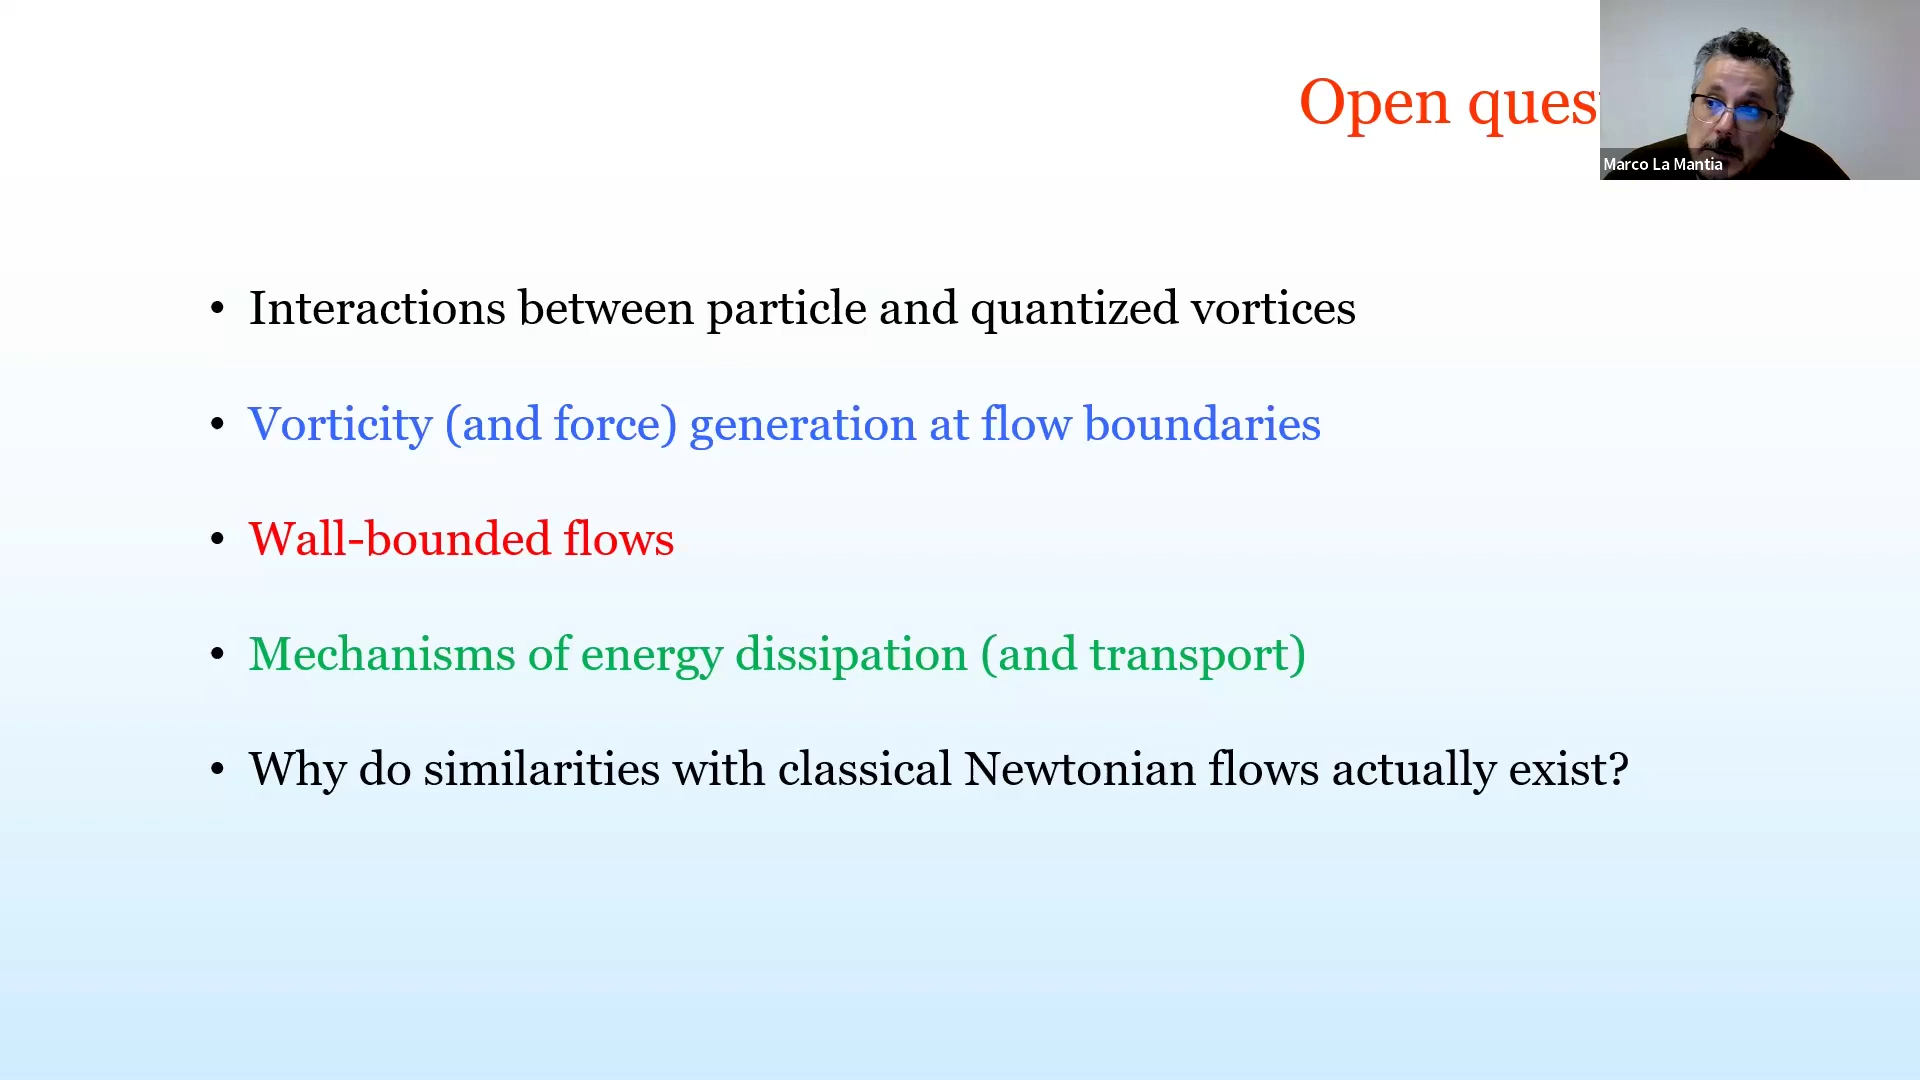 Open ques
Marco La Mantia
• Interactions between particle and quantized vortices
• Vorticity (and force) generation at flow boundaries
• Wall-bounded flows
• Mechanisms of energy dissipation (and transport)
• Why do similarities with classical Newtonian flows actually exist?